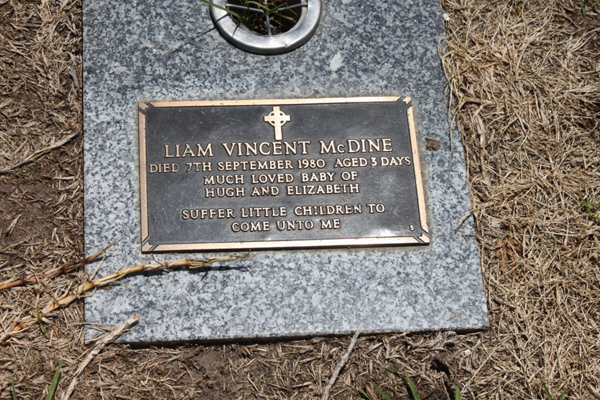 LIAM VINCENT McDINE
DIED 7TH SEPTEMBER 1980 AGED 3 DAYS
MUCH LOVED BABY OF
HUGH AND ELIZABETH
SUFFER LITTLE CHILDREN TO
COME UNTO ME